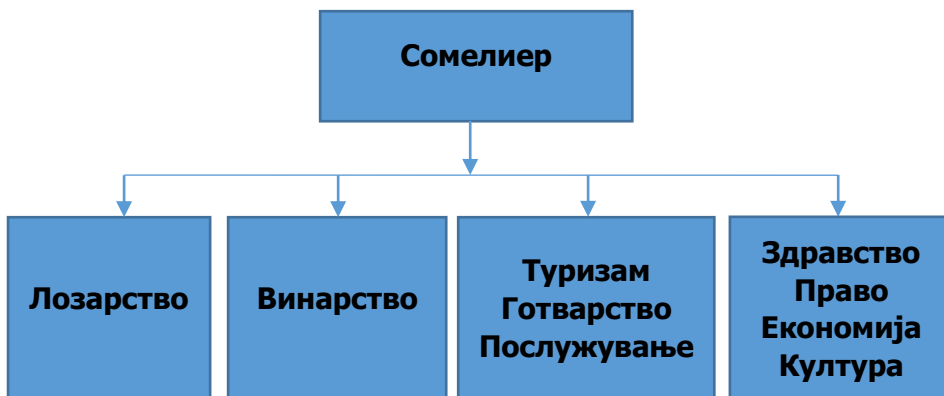 Сомелиер
Лозарство
Винарство
Туризам
Готварство
Послужување
Здравство
Право
Економија
Култура